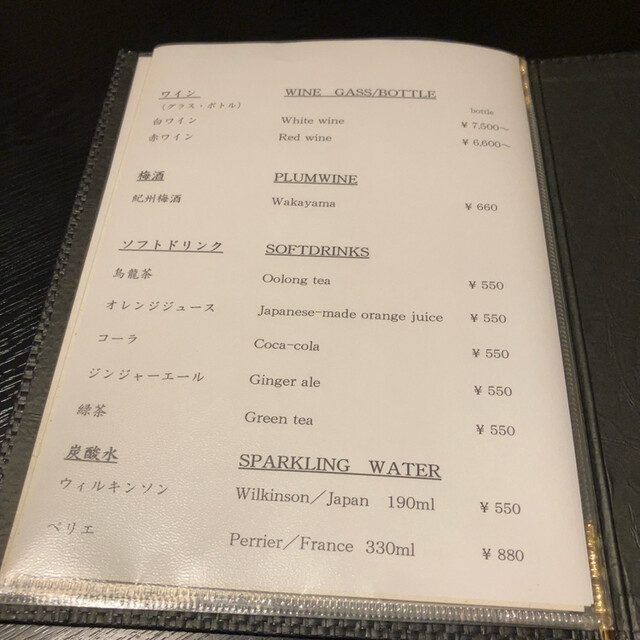 ワイン WINE GASS/BOTTLE
（グラス・ボトル） bottle
白ワイン White wine ¥ 7,500〜
赤ワイン Red wine ¥ 6,600〜
梅酒 PLUMWINE
紀州梅酒 Wakayama ¥ 660
ソフトドリンク SOFTDRINKS
烏龍茶 Oolong tea ¥ 550
オレンジジュース Japanese-made orange juice ¥ 550
コーラ Coca-cola ¥ 550
ジンジャーエール Ginger ale ¥ 550
緑茶 Green tea ¥ 550
炭酸水 SPARKLING WATER
ウィルキンソン Wilkinson／Japan 190ml ¥ 550
ペリエ Perrier／France 330ml ¥ 880